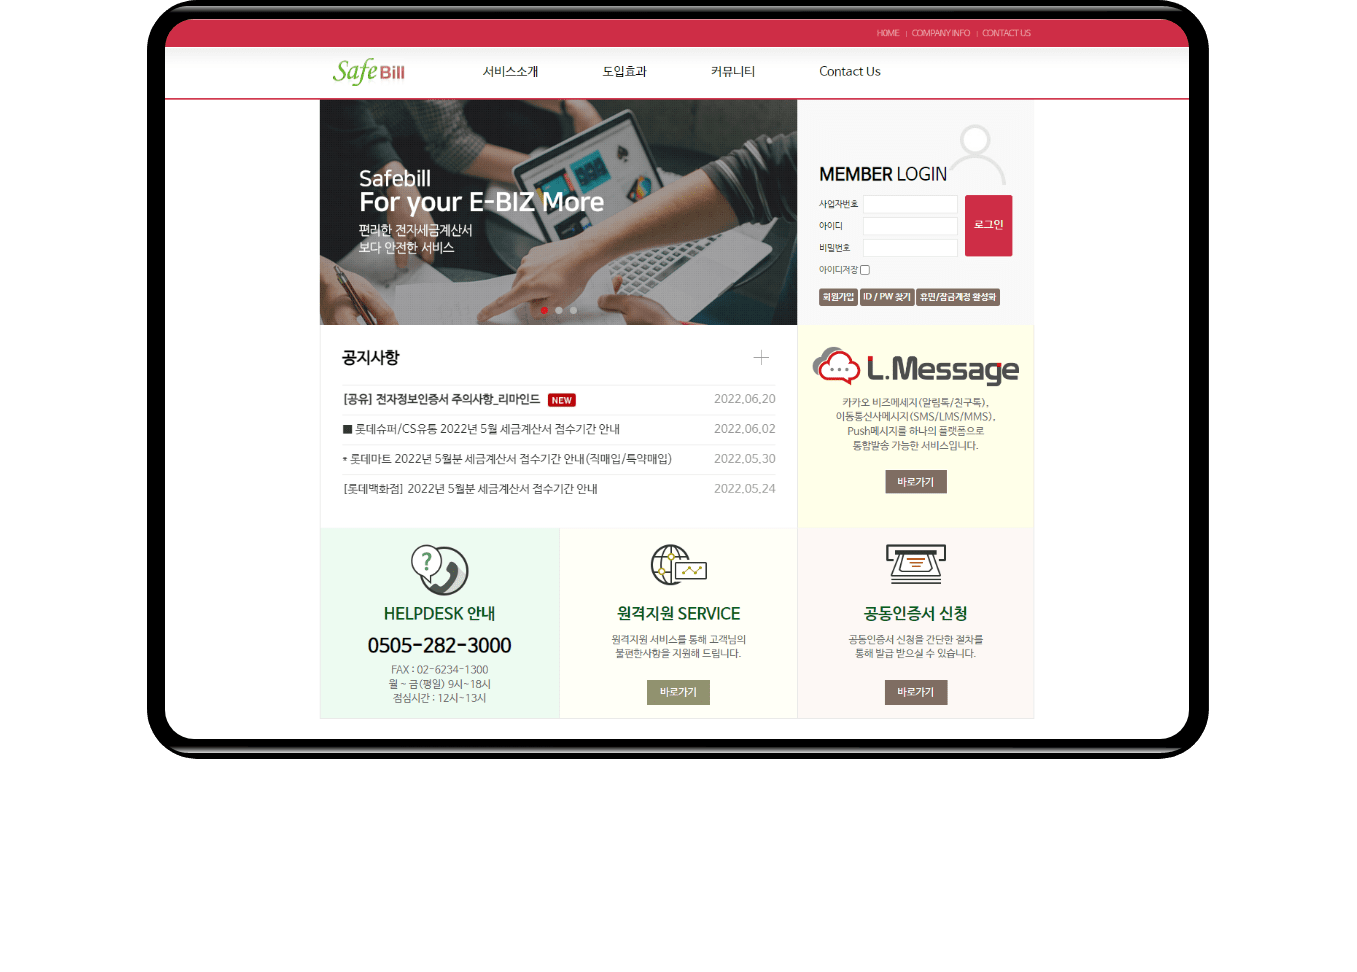 HOME | COMPANY INFO | CONTACT US
Safe Bill
서비스소개
도입효과
커뮤니티
Contact Us
Safebill
For your E-BIZ More
편리한 전자세금계산서
보다 안전한 서비스
MEMBER LOGIN
사업자번호
아이디
비밀번호
로그인
아이디저장
회원가입
ID / PW 찾기
휴면/잠금계정 활성화
공지사항
[공유] 전자정보인증서 주의사항_리마인드 NEW 2022.06.20
■ 롯데슈퍼/CS유통 2022년 5월 세금계산서 접수기간 안내 2022.06.02
* 롯데마트 2022년 5월분 세금계산서 접수기간 안내(직매입/특약매입) 2022.05.30
[롯데백화점] 2022년 5월분 세금계산서 접수기간 안내 2022.05.24
L.Message
카카오 비즈메세지(알림톡/친구톡),
이동통신사메시지(SMS/LMS/MMS),
Push메시지를 하나의 플랫폼으로
통합발송 가능한 서비스입니다.
바로가기
HELPDESK 안내
0505-282-3000
FAX : 02-6234-1300
월 ~ 금(평일) 9시~18시
점심시간 : 12시~13시
원격지원 SERVICE
원격지원 서비스를 통해 고객님의
불편한사항을 지원해 드립니다.
바로가기
공동인증서 신청
공동인증서 신청을 간단한 절차를
통해 발급 받으실 수 있습니다.
바로가기